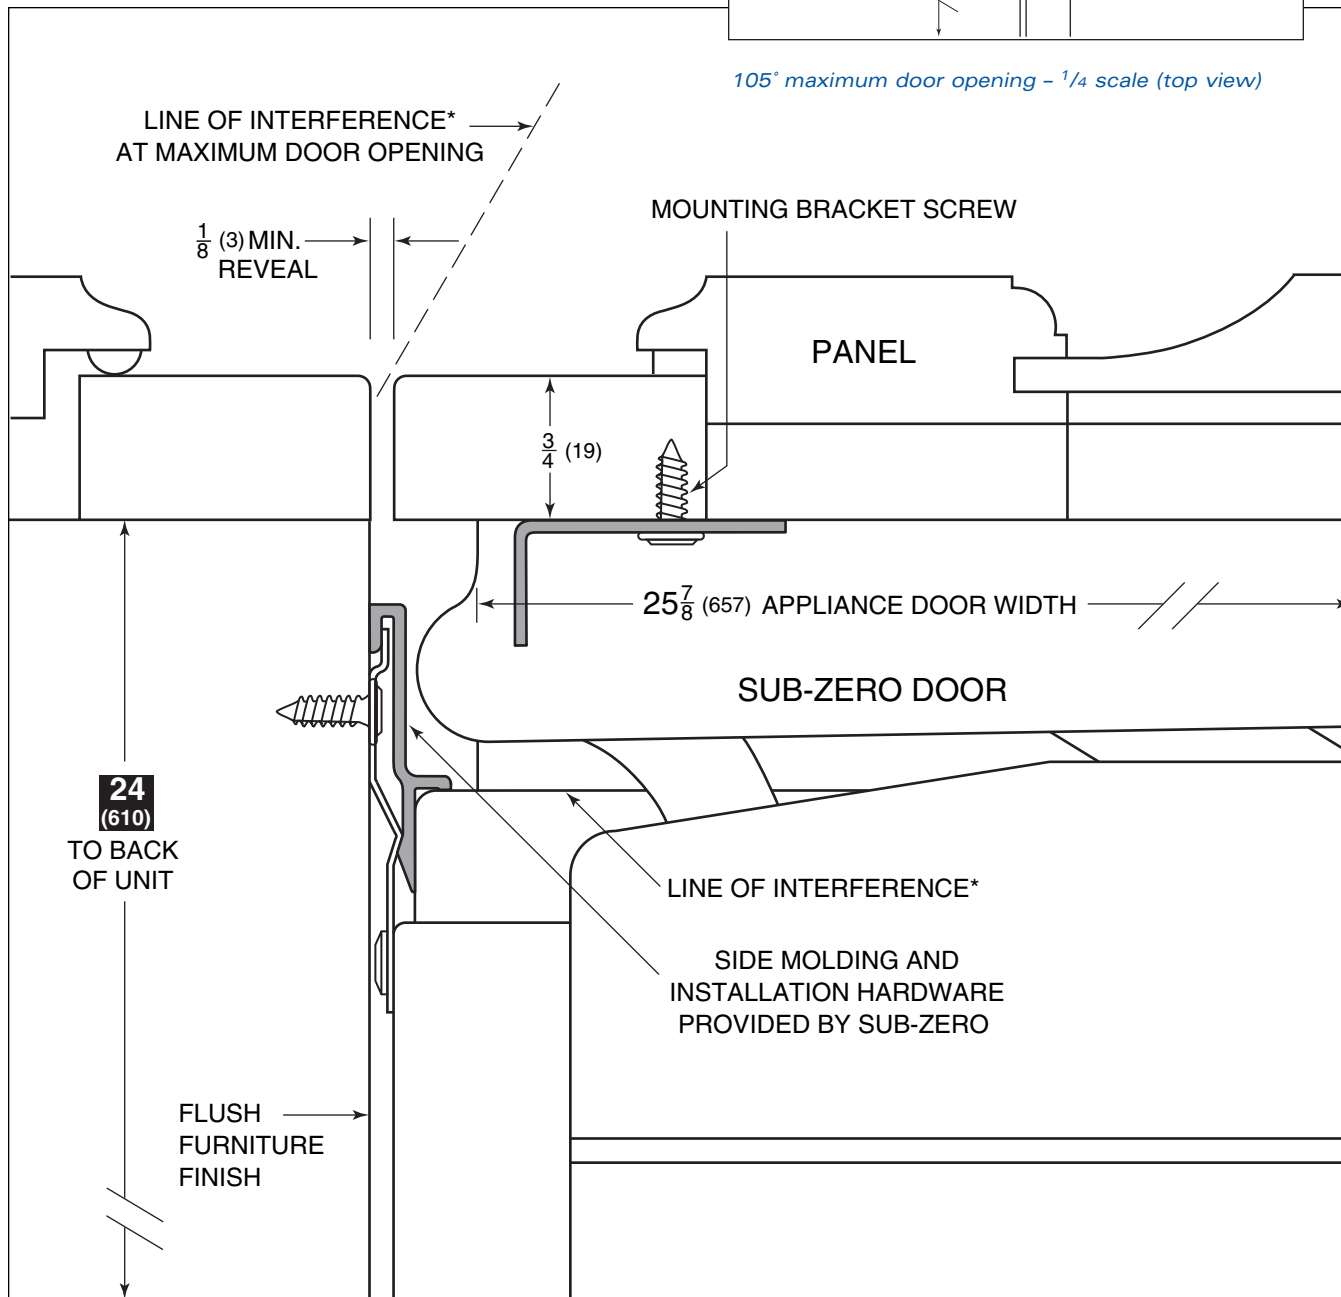 105° maximum door opening – 1/4 scale (top view)
LINE OF INTERFERENCE*
AT MAXIMUM DOOR OPENING
MOUNTING BRACKET SCREW
1/8 (3) MIN.
REVEAL
PANEL
3/4 (19)
25 7/8 (657) APPLIANCE DOOR WIDTH
SUB-ZERO DOOR
24
(610)
TO BACK
OF UNIT
LINE OF INTERFERENCE*
SIDE MOLDING AND
INSTALLATION HARDWARE
PROVIDED BY SUB-ZERO
FLUSH
FURNITURE
FINISH